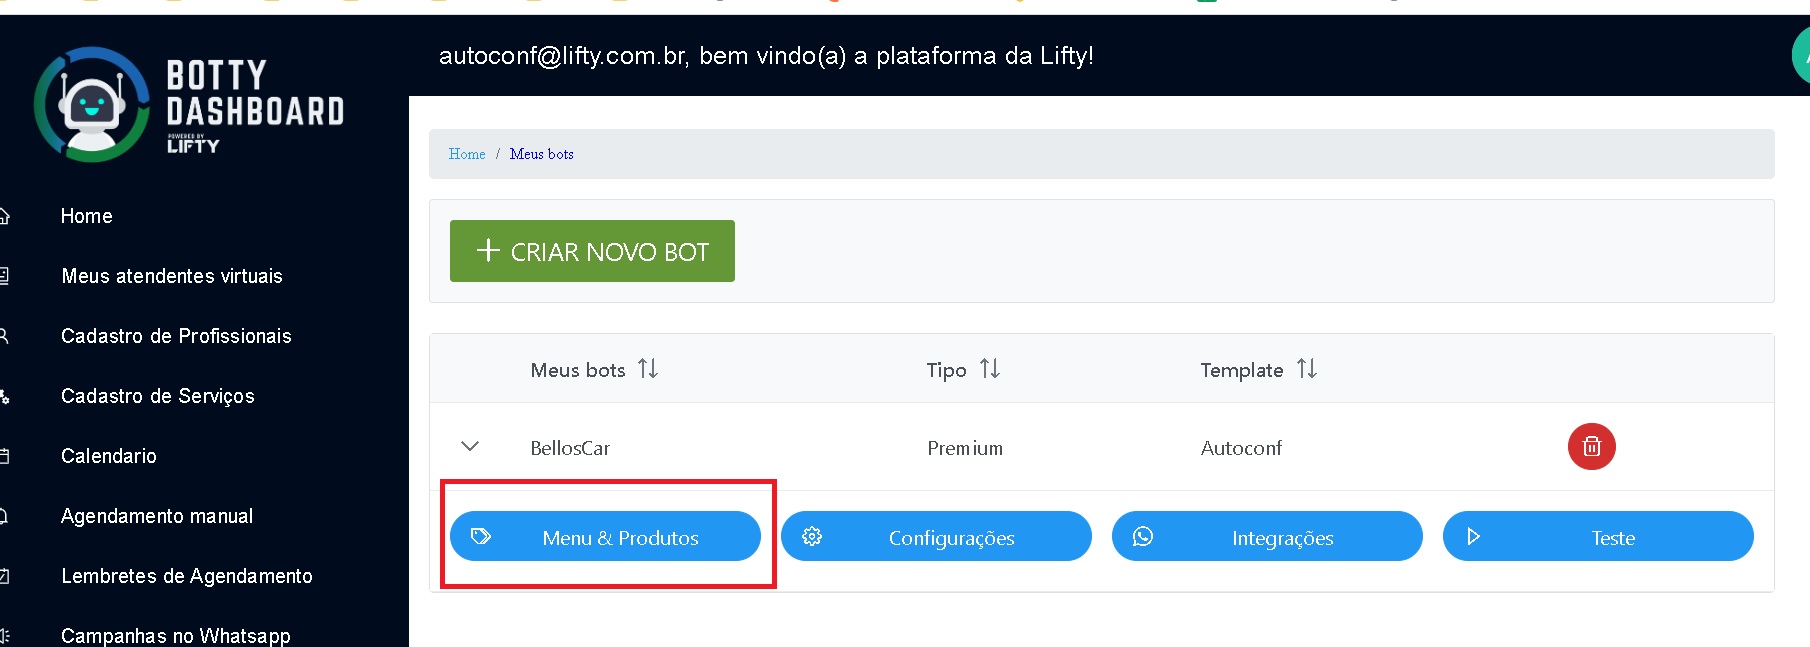 BOTTY
DASHBOARD
POWERED BY
LIFTY
autoconf@lifty.com.br, bem vindo(a) a plataforma da Lifty!
Home
Meus atendentes virtuais
Cadastro de Profissionais
Cadastro de Serviços
Calendario
Agendamento manual
Lembretes de Agendamento
Campanhas no Whatsapp
Home / Meus bots
+ CRIAR NOVO BOT
Meus bots Tipo Template
BellosCar Premium Autoconf
Menu & Produtos Configurações Integrações Teste